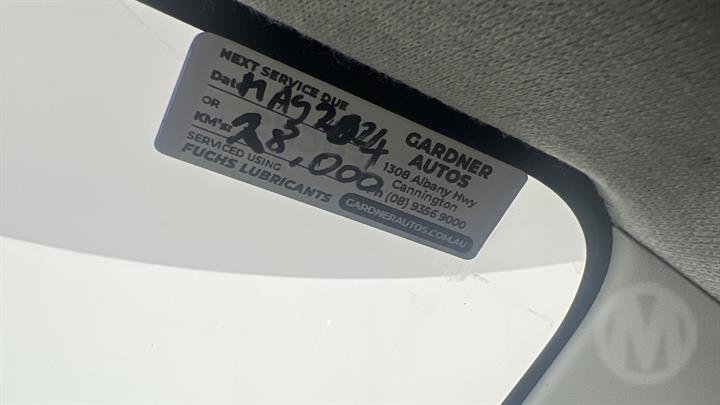 NEXT SERVICE DUE
Date: MAY 2024
OR
KM's: 28,000
SERVICED USING
FUCHS LUBRICANTS
GARDNER
AUTOS
1308 Albany Hwy
Cannington
Ph (08) 9356 9000
GARDNERAUTOS.COM.AU
M